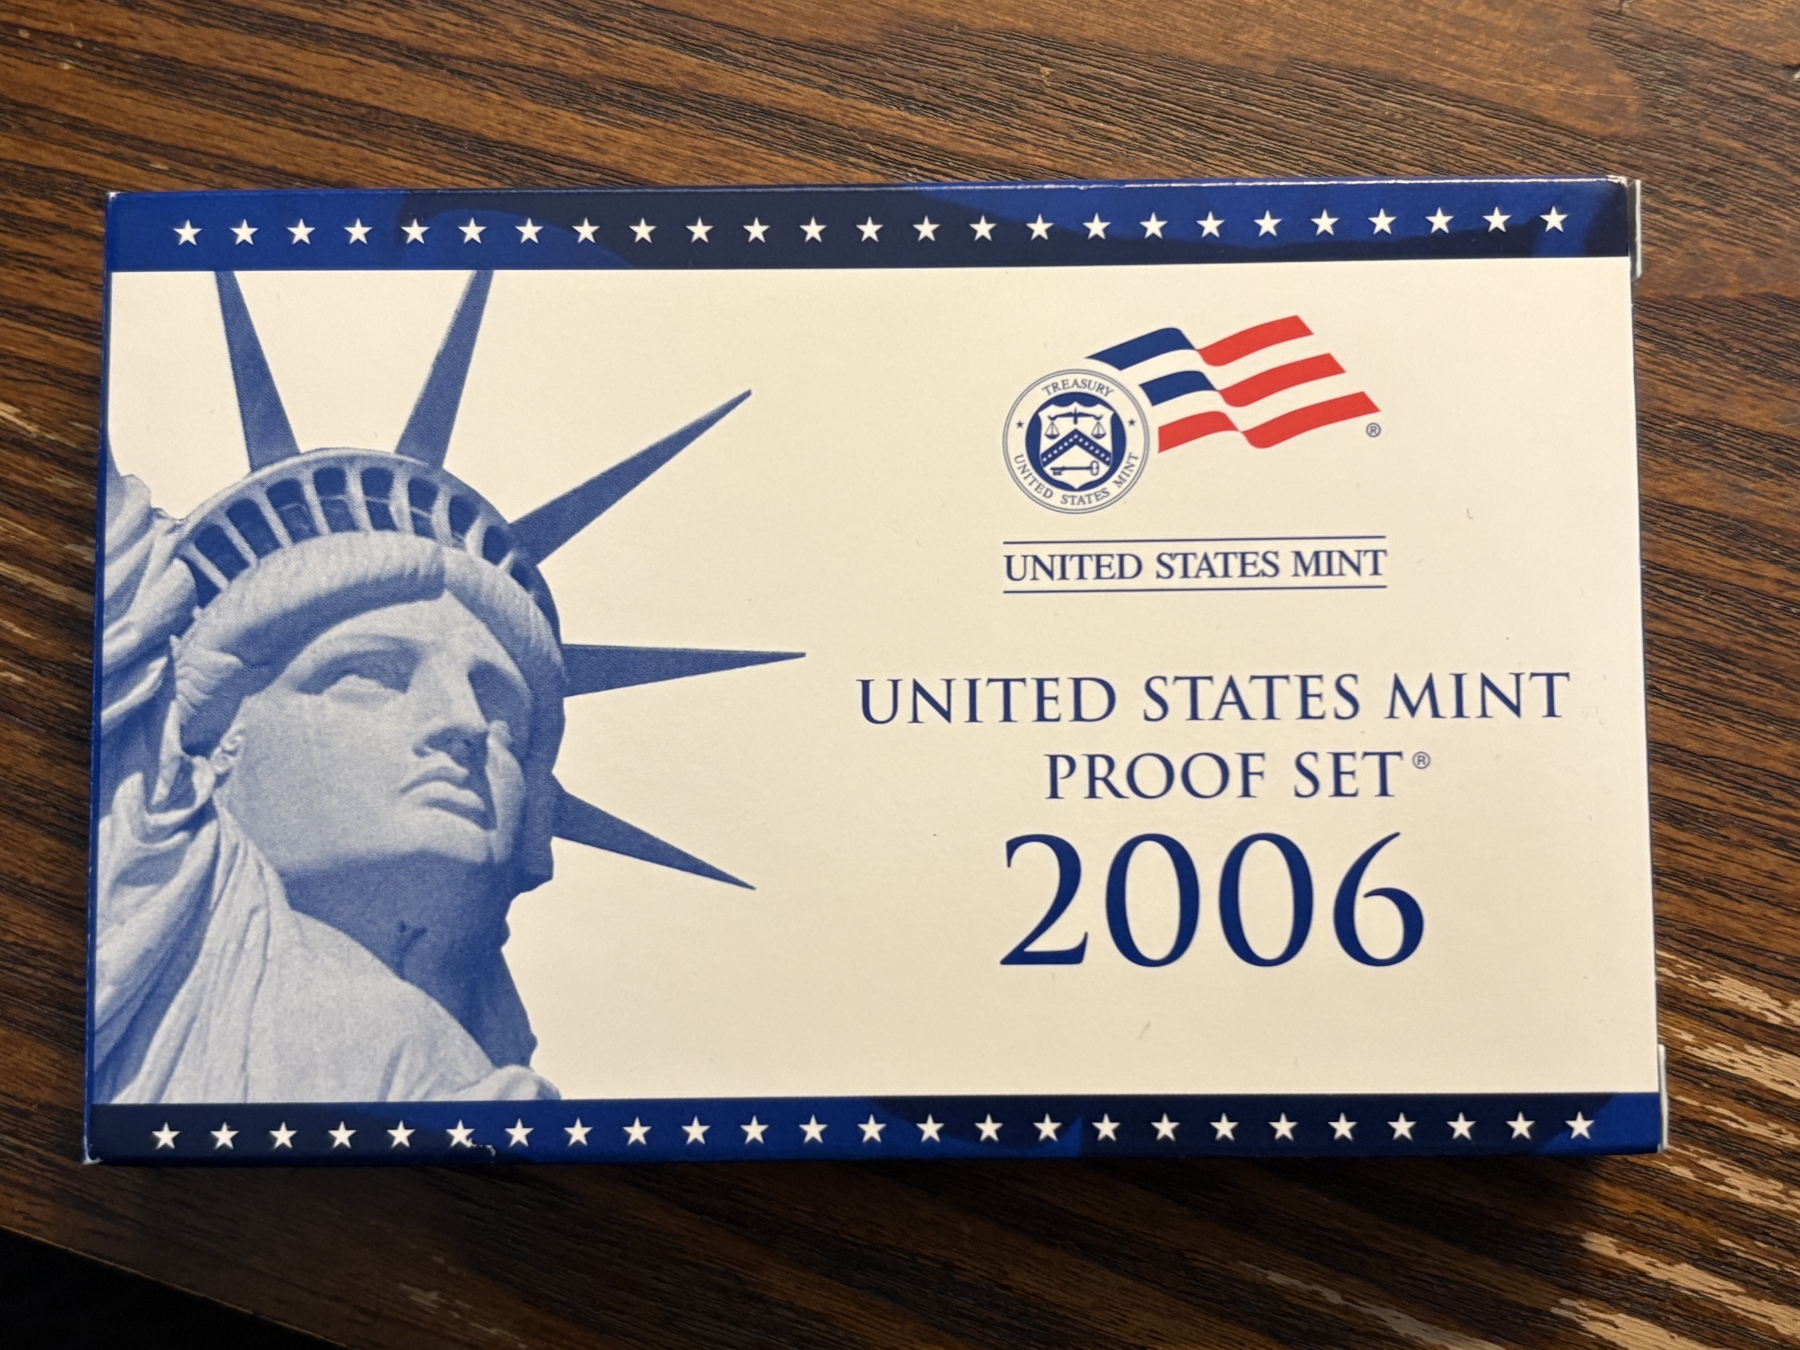 TREASURY
UNITED STATES MINT
®
UNITED STATES MINT
UNITED STATES MINT
PROOF SET®
2006